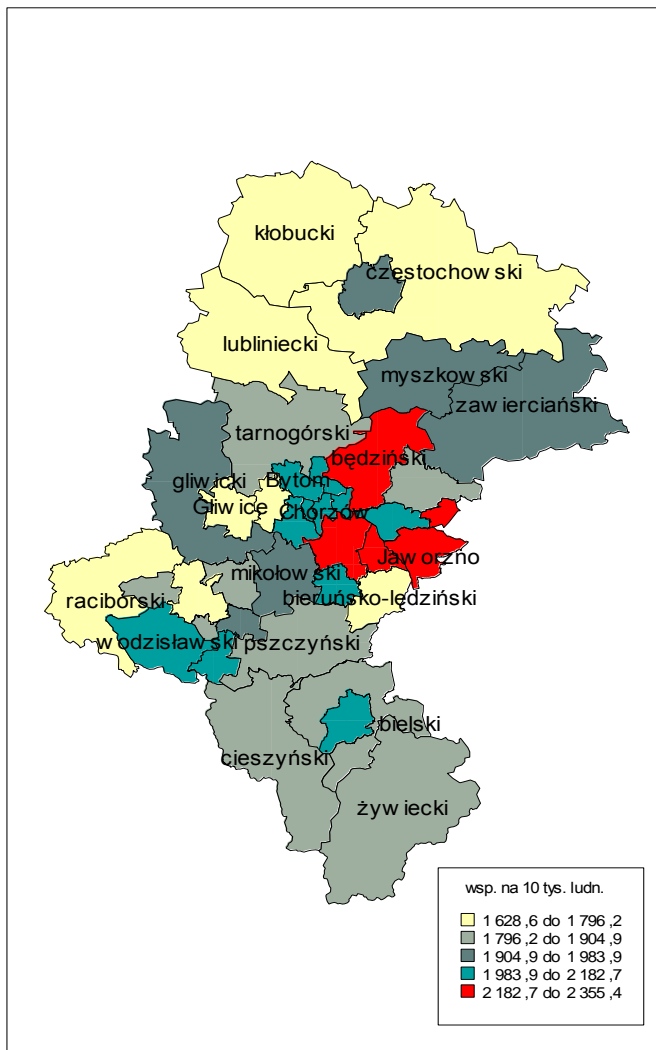 kłobucki
częstochowski
lubliniecki
myszkowski
zawierciański
tarnogórski
będziński
gliwicki
Bytom
Gliwice
Chorzów
Jaworzno
mikołowski
bieruńsko-lędziński
raciborski
wodzisławski
pszczyński
bielski
cieszyński
żywiecki
wsp. na 10 tys. ludn.
1 628,6 do 1 796,2
1 796,2 do 1 904,9
1 904,9 do 1 983,9
1 983,9 do 2 182,7
2 182,7 do 2 355,4